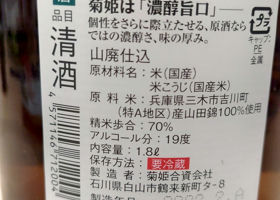 菊姫は「濃醇旨口」──
個性をさらに際立たせる、原酒なら
ではの濃醇さ、味の厚み。
山廃仕込
原材料名：米(国産)
米こうじ(国産米)
原料米：兵庫県三木市吉川町
(特A地区)産山田錦100%使用
精米歩合：70%
アルコール分：19度
内容量：1.8ℓ
保存方法：要冷蔵
製造者：菊姫合資会社
石川県白山市鶴来新町タ-8
品目
清酒
4571146712004
キャップ
PE
金属